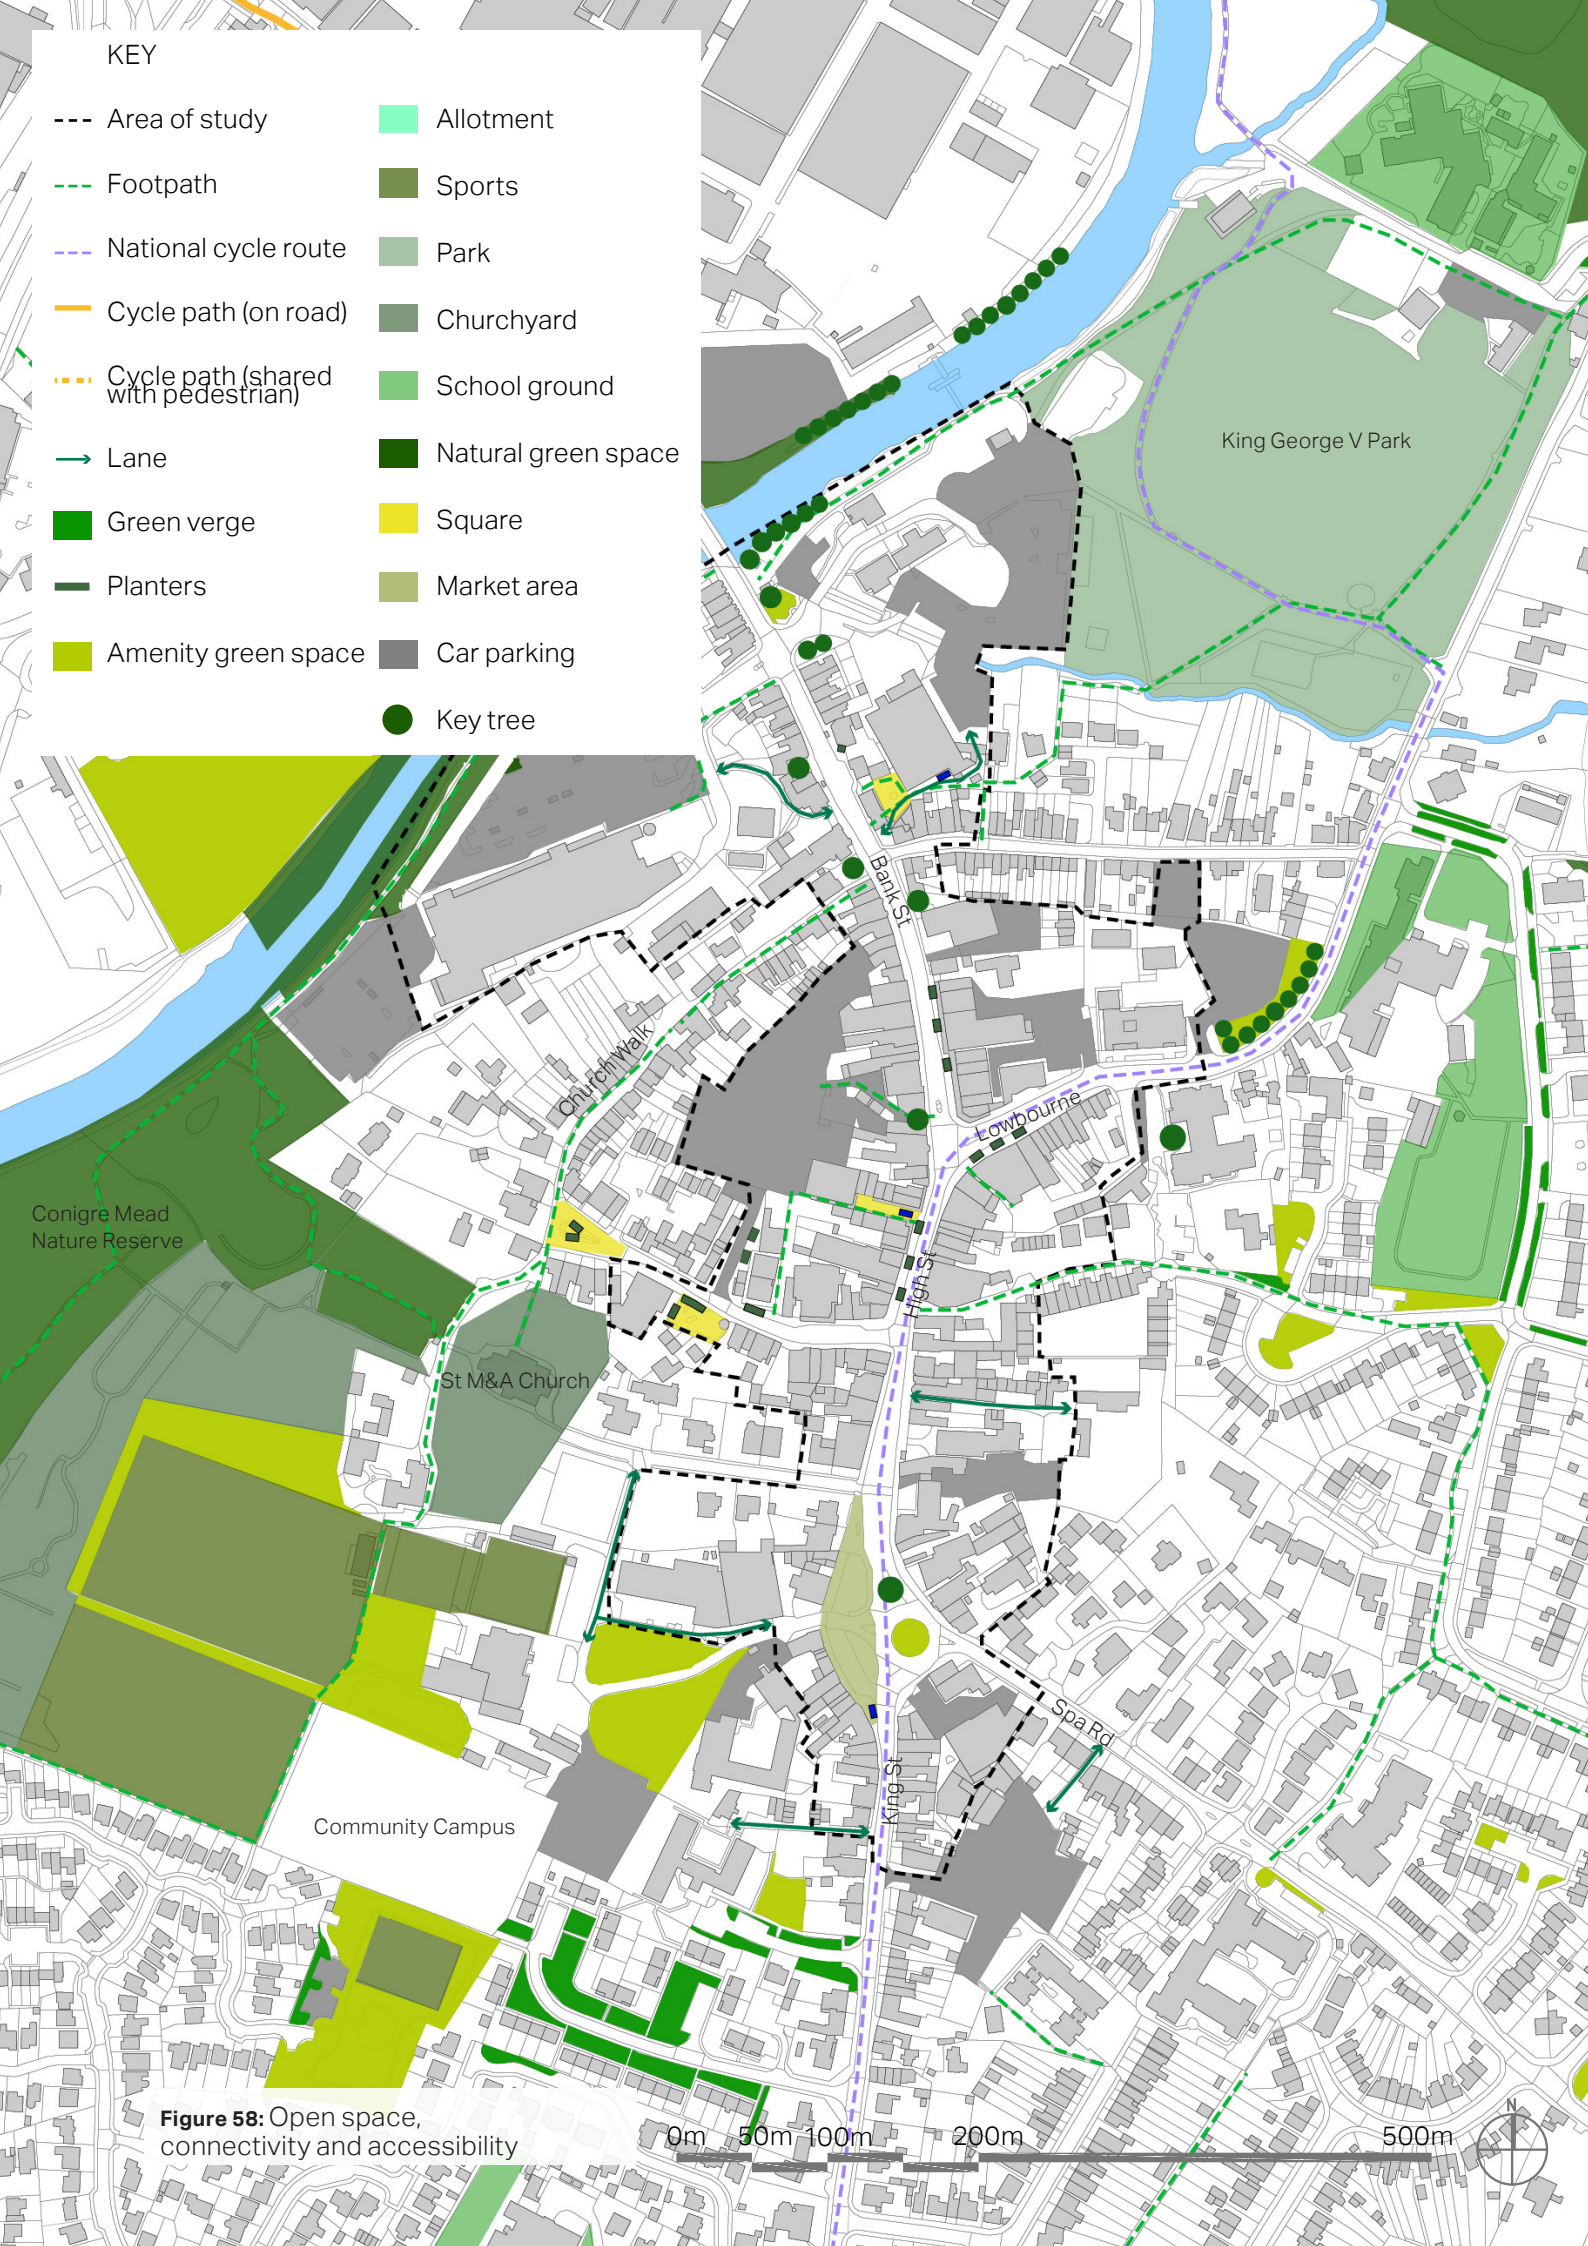 KEY
Area of study
Footpath
National cycle route
Cycle path (on road)
Cycle path (shared
with pedestrian)
Lane
Green verge
Planters
Amenity green space
Allotment
Sports
Park
Churchyard
School ground
Natural green space
Square
Market area
Car parking
Key tree
King George V Park
Bank St
Church Walk
Lowbourne
Conigre Mead
Nature Reserve
High St
St M&A Church
Spa Rd
King St
Community Campus
Figure 58: Open space,
connectivity and accessibility
0m 50m 100m 200m 500m
N